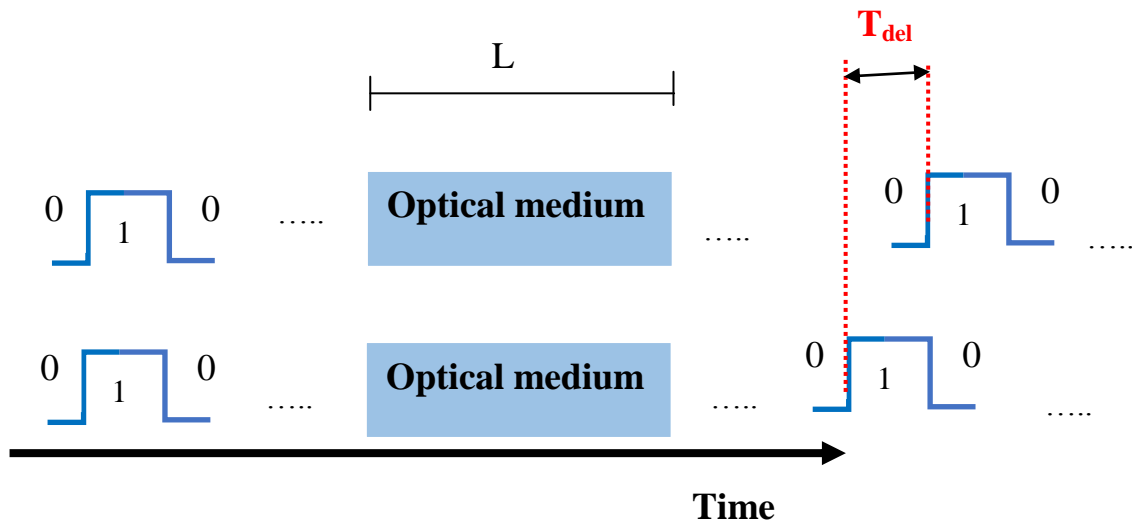 T_del
L
0 1 0 ..... Optical medium ..... 0 1 0 .....
0 1 0 ..... Optical medium ..... 0 1 0 .....
Time